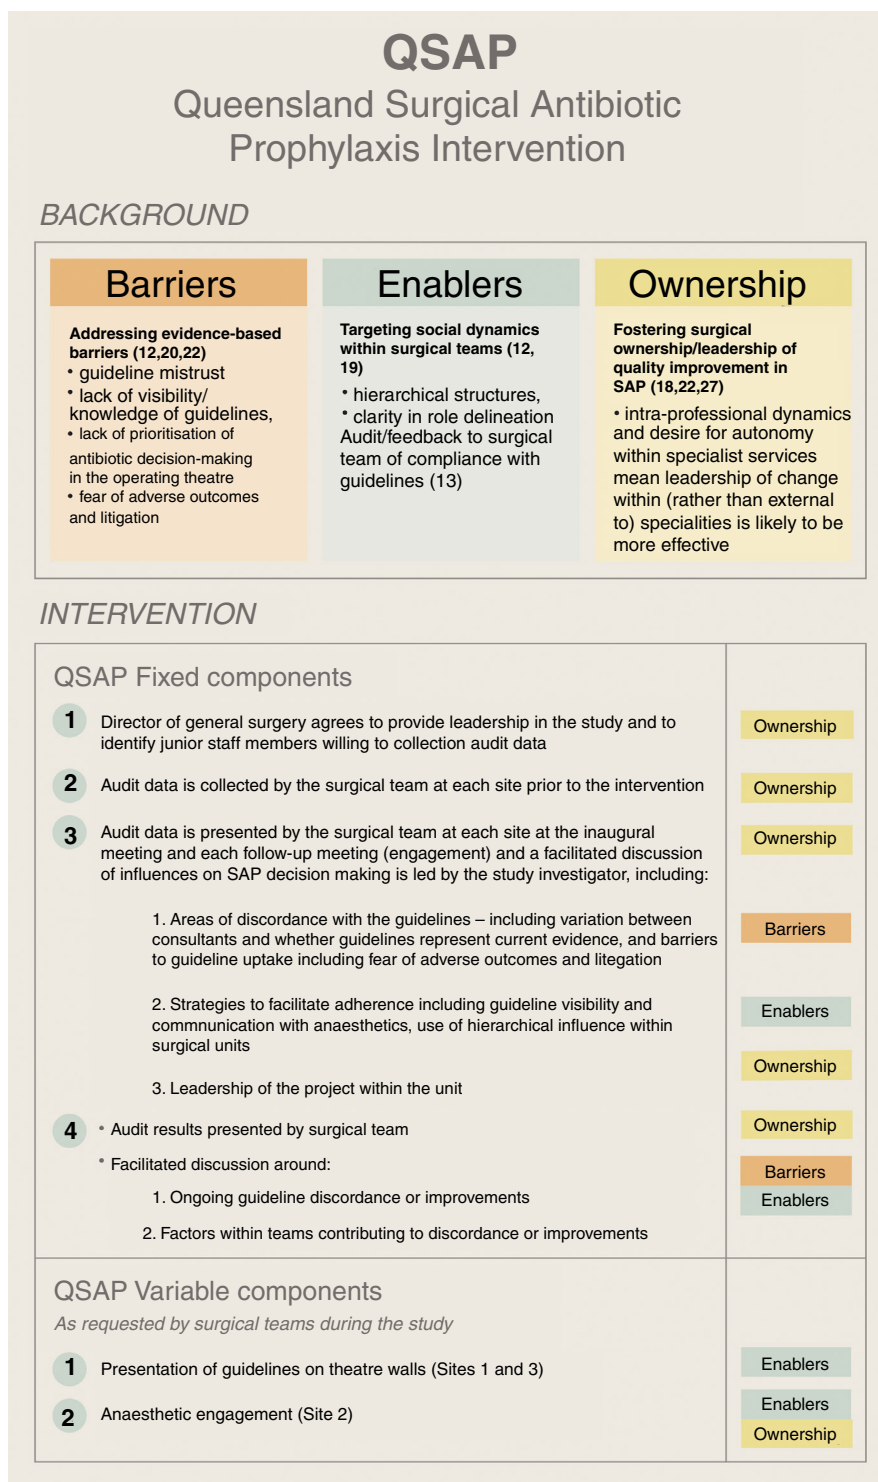 QSAP
Queensland Surgical Antibiotic
Prophylaxis Intervention
BACKGROUND
Barriers
Addressing evidence-based
barriers (12,20,22)
• guideline mistrust
• lack of visibility/
knowledge of guidelines,
• lack of prioritisation of
antibiotic decision-making
in the operating theatre
• fear of adverse outcomes
and litigation
Enablers
Targeting social dynamics
within surgical teams (12,
19)
• hierarchical structures,
• clarity in role delineation
Audit/feedback to surgical
team of compliance with
guidelines (13)
Ownership
Fostering surgical
ownership/leadership of
quality improvement in
SAP (18,22,27)
• intra-professional dynamics
and desire for autonomy
within specialist services
mean leadership of change
within (rather than external
to) specialities is likely to be
more effective
INTERVENTION
QSAP Fixed components
1 Director of general surgery agrees to provide leadership in the study and to
identify junior staff members willing to collection audit data
Ownership
2 Audit data is collected by the surgical team at each site prior to the intervention
Ownership
3 Audit data is presented by the surgical team at each site at the inaugural
meeting and each follow-up meeting (engagement) and a facilitated discussion
of influences on SAP decision making is led by the study investigator, including:
Ownership
1. Areas of discordance with the guidelines – including variation between
consultants and whether guidelines represent current evidence, and barriers
to guideline uptake including fear of adverse outcomes and litegation
Barriers
2. Strategies to facilitate adherence including guideline visibility and
commnunication with anaesthetics, use of hierarchical influence within
surgical units
Enablers
3. Leadership of the project within the unit
Ownership
4 • Audit results presented by surgical team
Ownership
• Facilitated discussion around:
1. Ongoing guideline discordance or improvements
2. Factors within teams contributing to discordance or improvements
Barriers
Enablers
QSAP Variable components
As requested by surgical teams during the study
1 Presentation of guidelines on theatre walls (Sites 1 and 3)
Enablers
2 Anaesthetic engagement (Site 2)
Enablers
Ownership